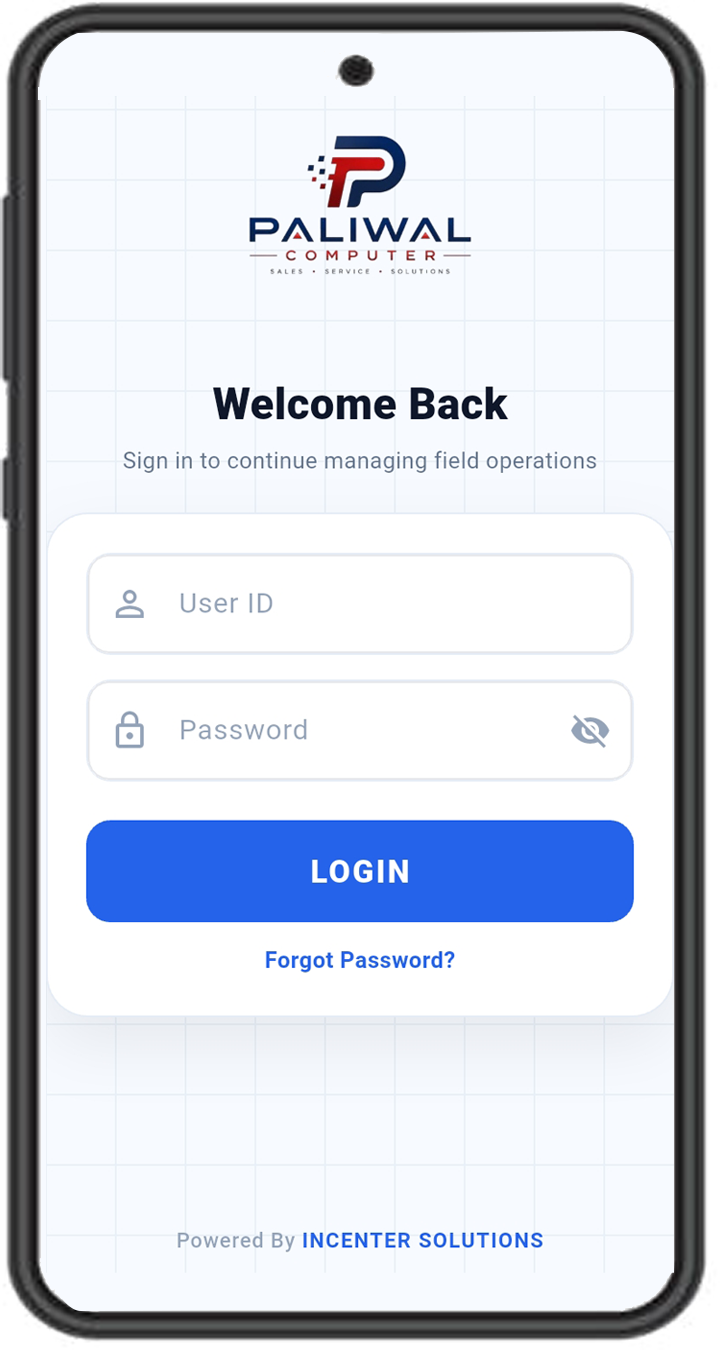 PALIWAL
COMPUTER
SALES • SERVICE • SOLUTIONS
Welcome Back
Sign in to continue managing field operations
User ID
Password
LOGIN
Forgot Password?
Powered By INCENTER SOLUTIONS